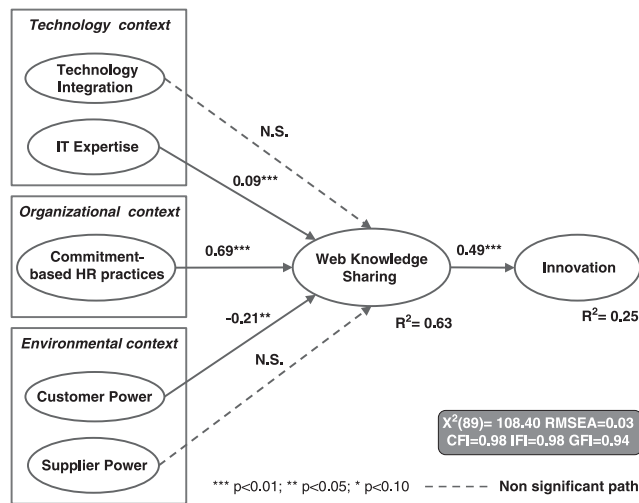 Technology context
Technology
Integration
N.S.
IT Expertise
0.09***
Organizational context
Commitment-
based HR practices
0.69***
Web Knowledge
Sharing
0.49***
Innovation
R²= 0.63
R²= 0.25
-0.21**
Environmental context
N.S.
Customer Power
Supplier Power
X²(89)= 108.40 RMSEA=0.03
CFI=0.98 IFI=0.98 GFI=0.94
*** p<0.01; ** p<0.05; * p<0.10
Non significant path